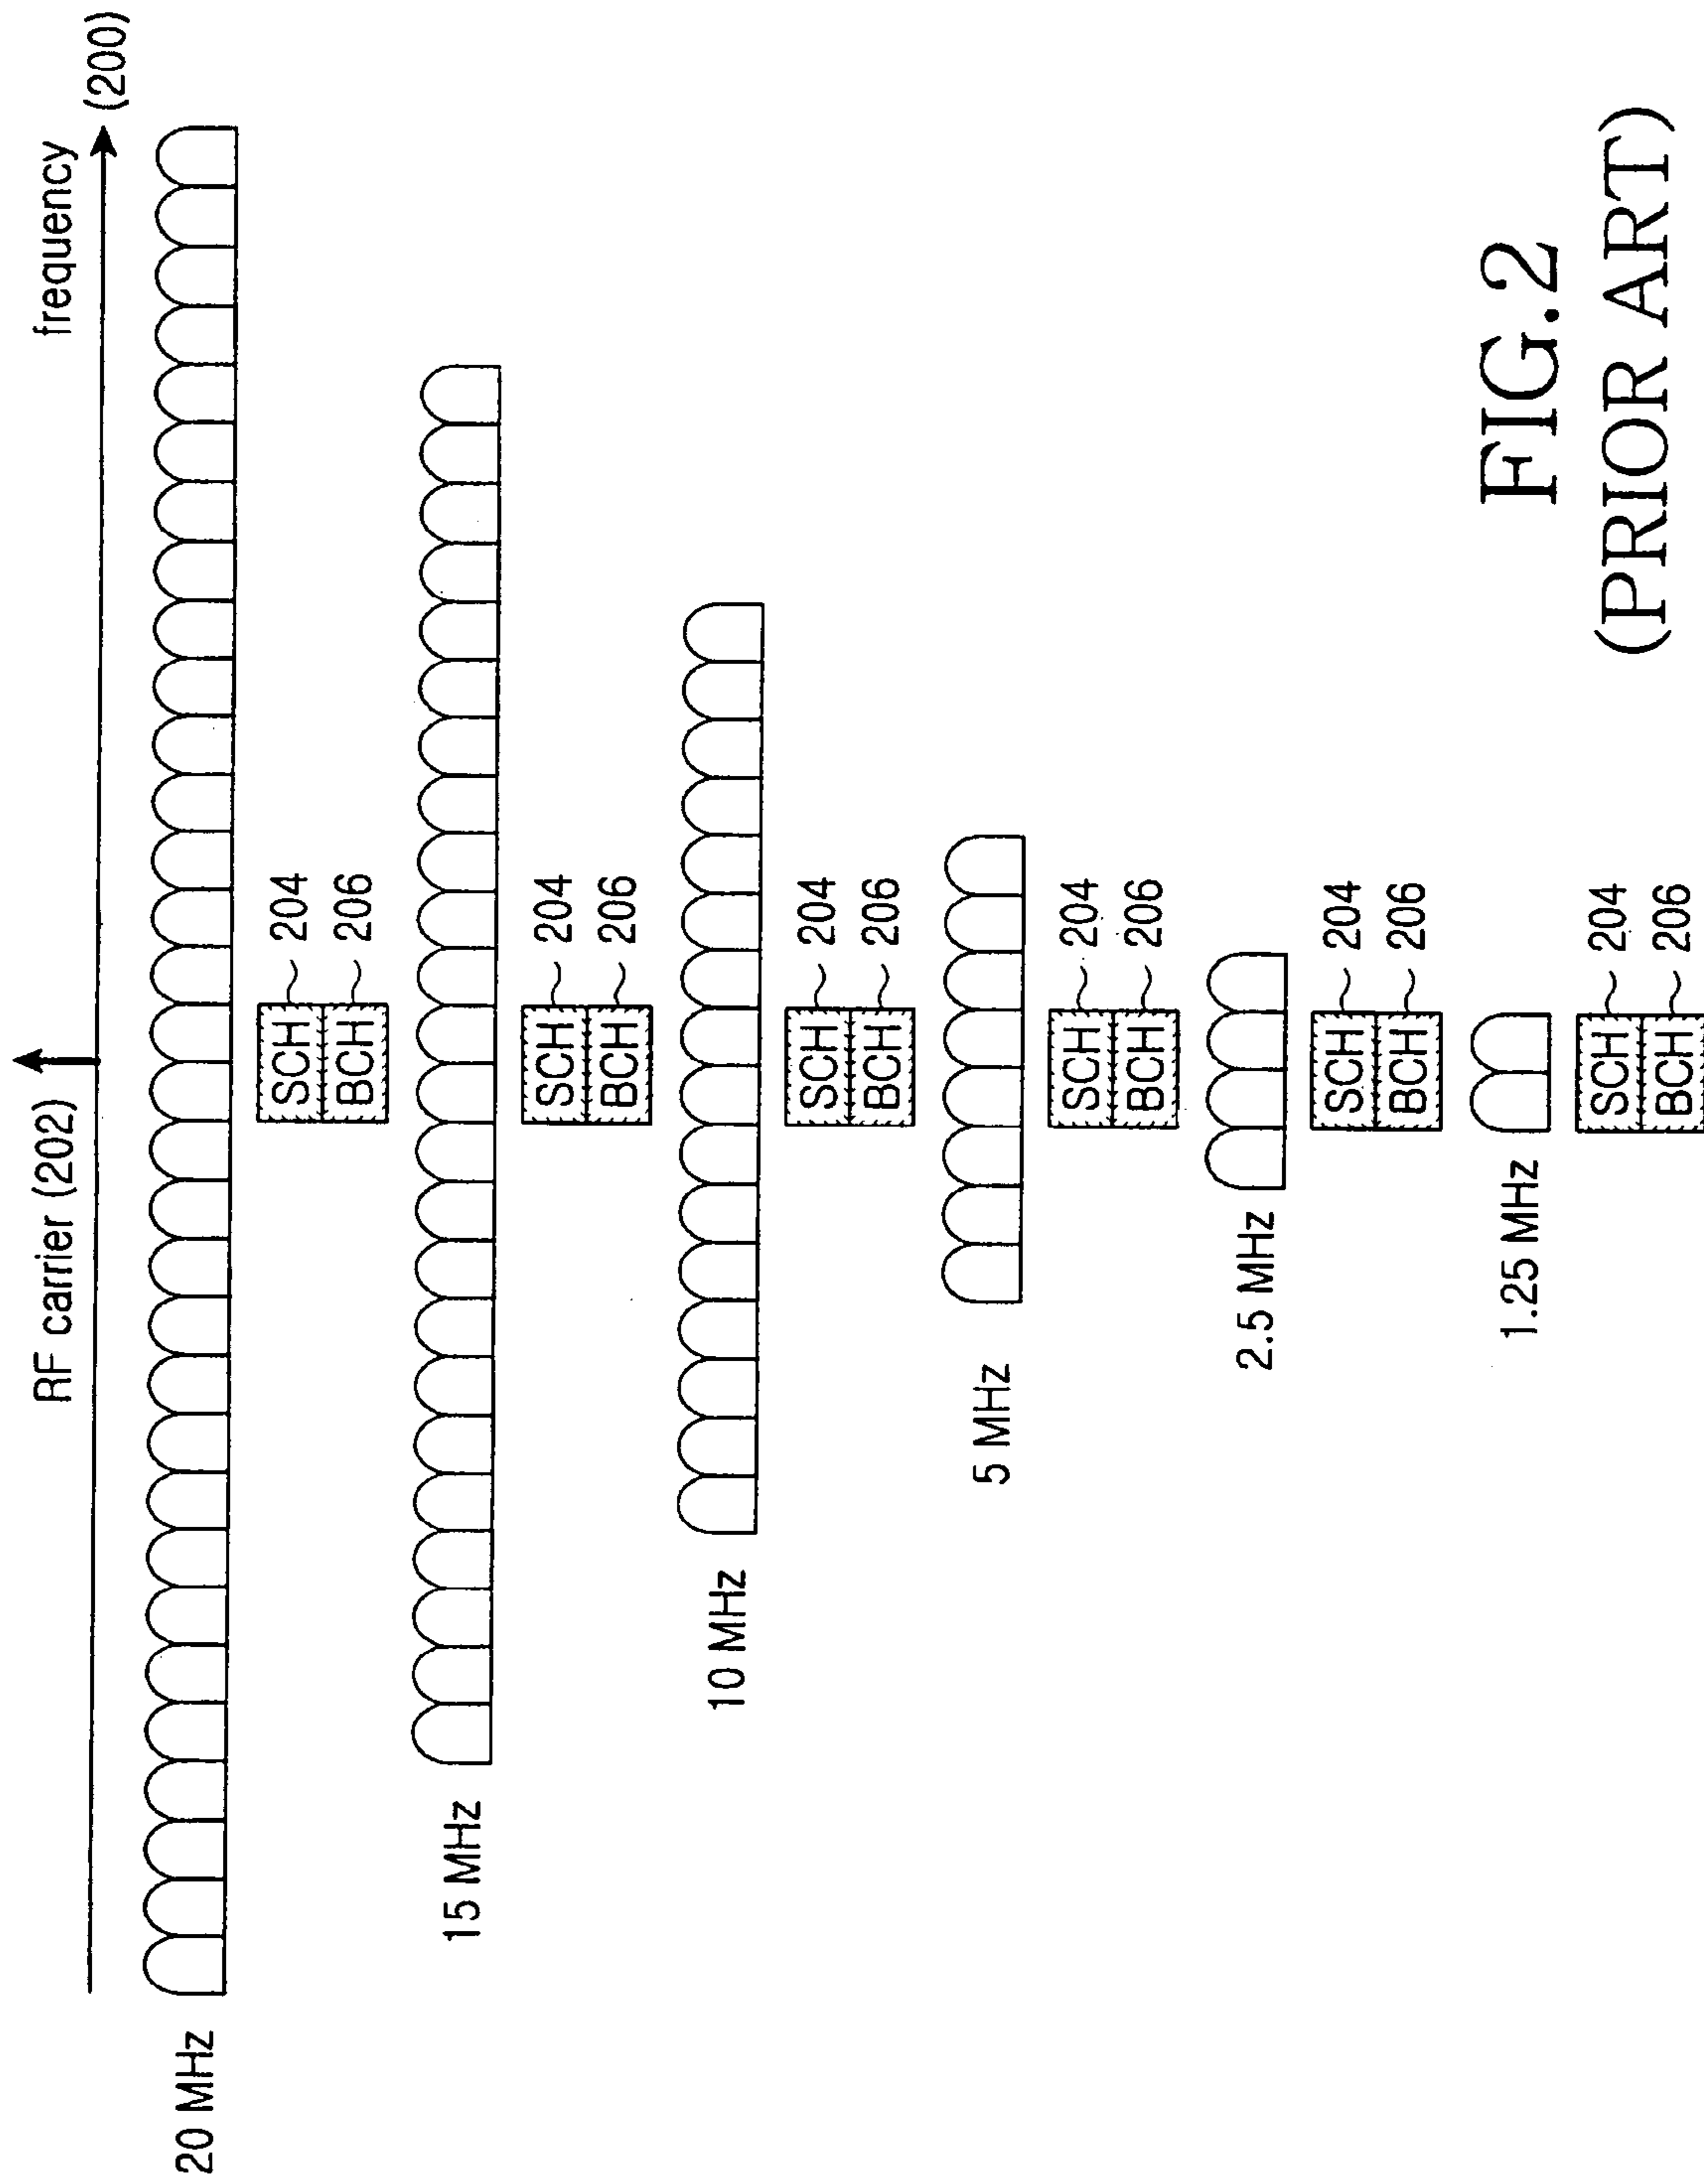 RF carrier (202)
frequency
(200)
20 MHz
SCH 204
BCH 206
15 MHz
SCH 204
BCH 206
10 MHz
SCH 204
BCH 206
5 MHz
SCH 204
BCH 206
2.5 MHz
SCH 204
BCH 206
1.25 MHz
SCH 204
BCH 206
FIG.2
(PRIOR ART)